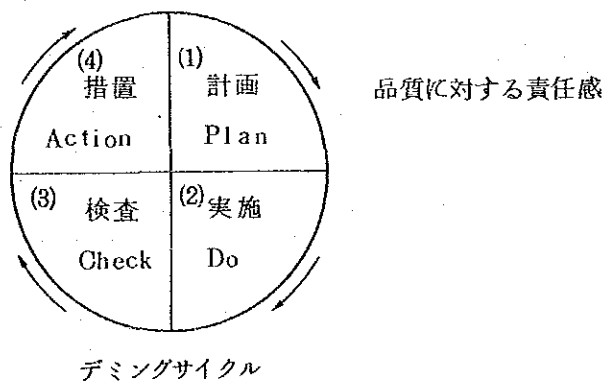 (4)
措置
Action
(1)
計画
Plan
品質に対する責任感
(3)
検査
Check
(2)
実施
Do
デミングサイクル